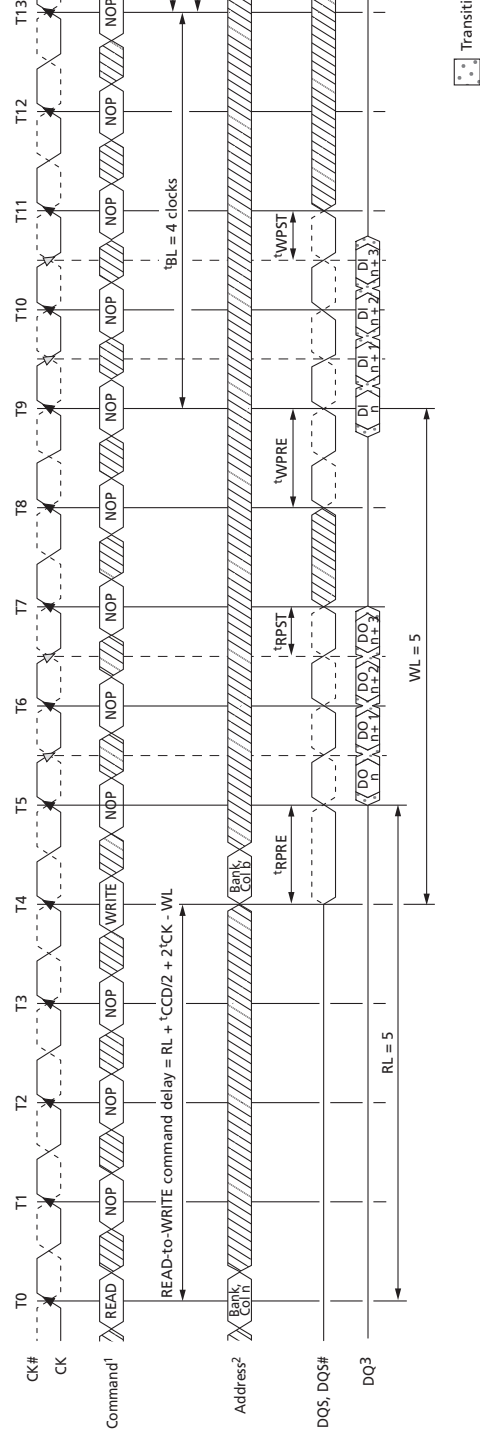 T0 T1 T2 T3 T4 T5 T6 T7 T8 T9 T10 T11 T12 T13
CK#
CK
Command1 READ NOP NOP NOP WRITE NOP NOP NOP NOP NOP NOP NOP NOP NOP
READ-to-WRITE command delay = RL + tCCD/2 + 2tCK - WL
tBL = 4 clocks
Address2 Bank, Col n Bank, Col b
tRPRE tRPST tWPRE tWPST
DQS, DQS#
DQ3 DO n DO n + 1 DO n + 2 DO n + 3 DI n DI n + 1 DI n + 2 DI n + 3
RL = 5
WL = 5